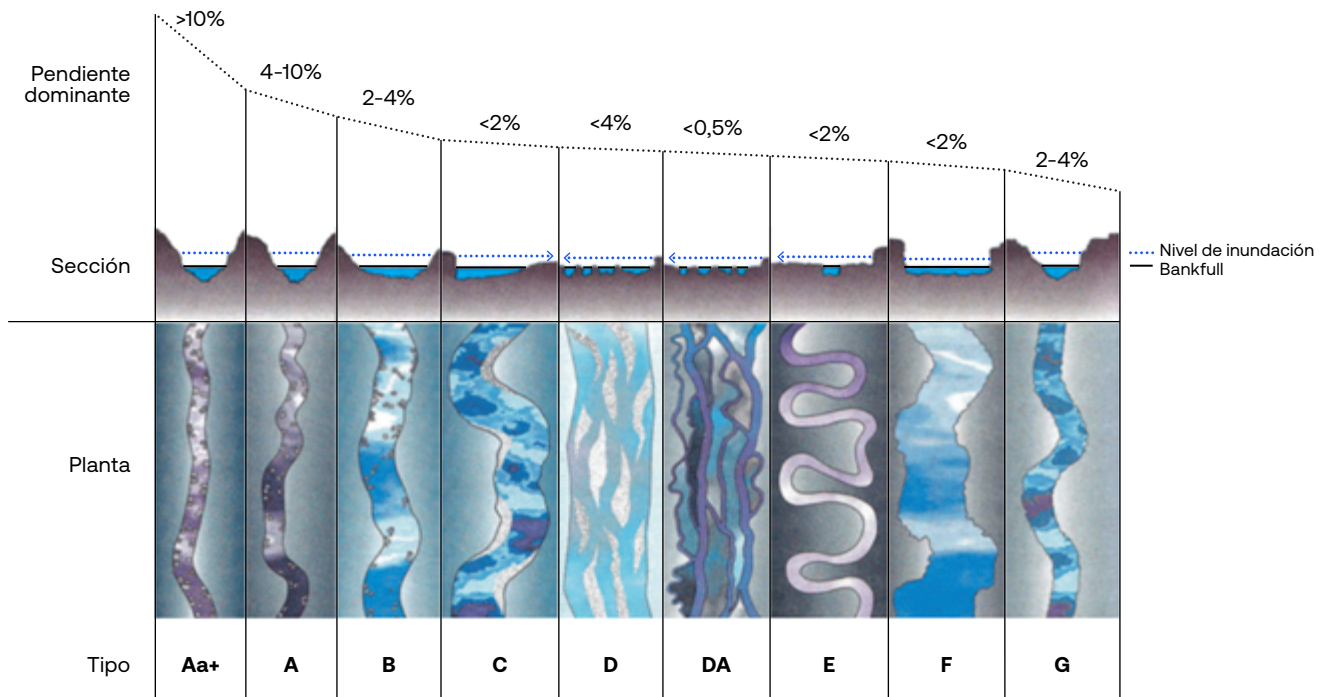 >10%
Pendiente
dominante
4-10%
2-4%
<2%
<4%
<0,5%
<2%
<2%
2-4%
Sección
Nivel de inundación
Bankfull
Planta
Tipo
Aa+
A
B
C
D
DA
E
F
G